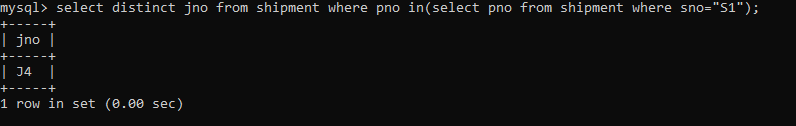 mysql> select distinct jno from shipment where pno in(select pno from shipment where sno="S1");
+-----+
| jno |
+-----+
| J4  |
+-----+
1 row in set (0.00 sec)